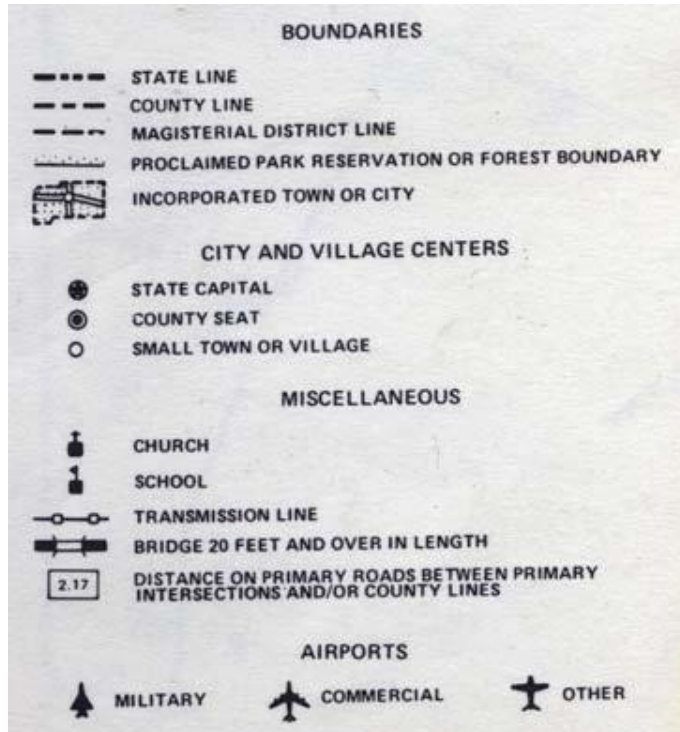 BOUNDARIES
STATE LINE
COUNTY LINE
MAGISTERIAL DISTRICT LINE
PROCLAIMED PARK RESERVATION OR FOREST BOUNDARY
INCORPORATED TOWN OR CITY
CITY AND VILLAGE CENTERS
STATE CAPITAL
COUNTY SEAT
SMALL TOWN OR VILLAGE
MISCELLANEOUS
CHURCH
SCHOOL
TRANSMISSION LINE
BRIDGE 20 FEET AND OVER IN LENGTH
2.17 DISTANCE ON PRIMARY ROADS BETWEEN PRIMARY
INTERSECTIONS AND/OR COUNTY LINES
AIRPORTS
MILITARY COMMERCIAL OTHER